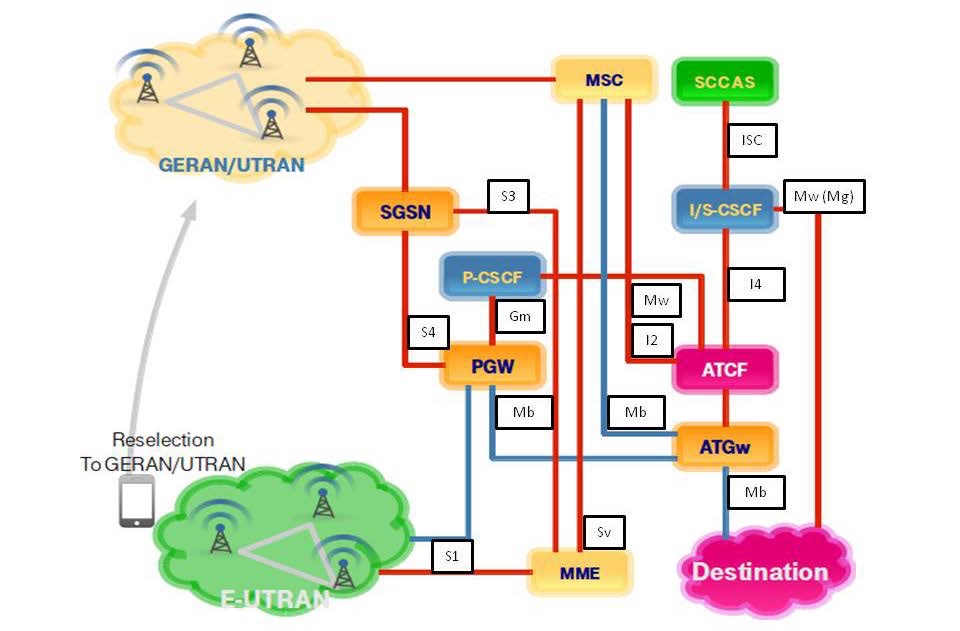 MSC
SCCAS
ISC
GERAN/UTRAN
S3
Mw (Mg)
SGSN
I/S-CSCF
P-CSCF
I4
Mw
Gm
S4
I2
PGW
ATCF
Mb
Mb
Reselection
To GERAN/UTRAN
ATGw
Mb
Sv
S1
MME
Destination
E-UTRAN